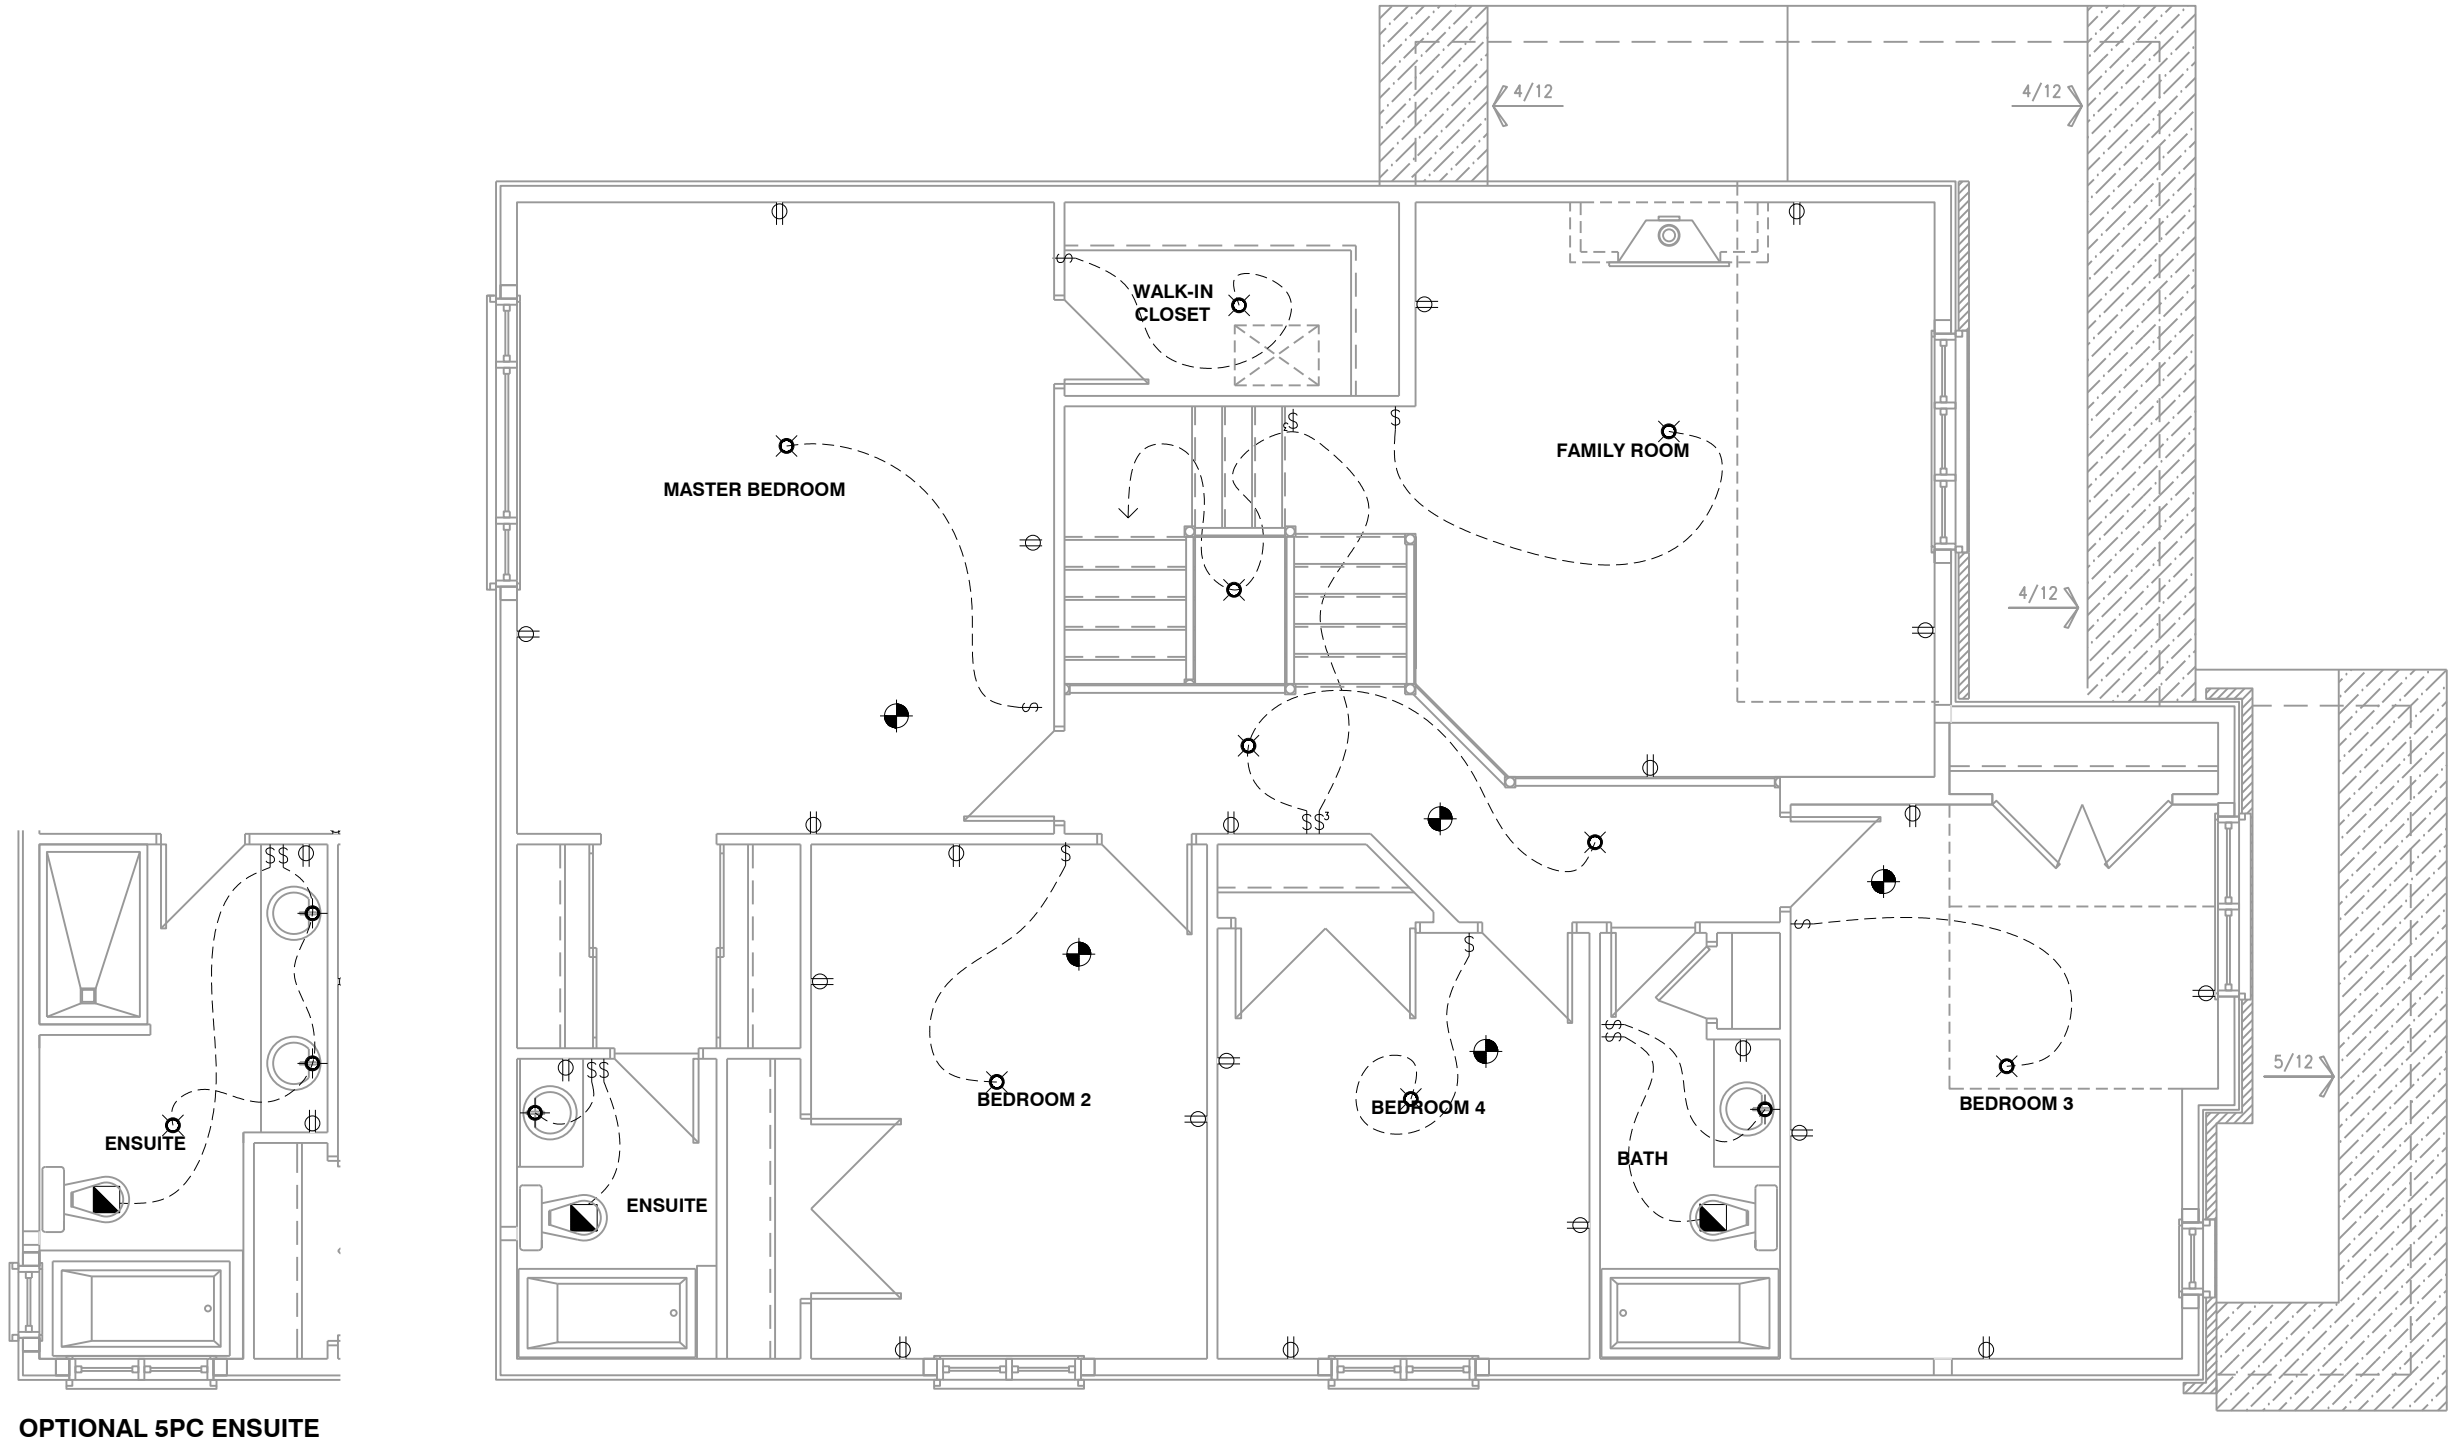 4/12
4/12
WALK-IN
CLOSET
FAMILY ROOM
MASTER BEDROOM
$
$
$
$
$
4/12
$$3
$
$$
$
$
$
$
5/12
$$
BEDROOM 2
BEDROOM 4
BEDROOM 3
ENSUITE
BATH
ENSUITE
OPTIONAL 5PC ENSUITE